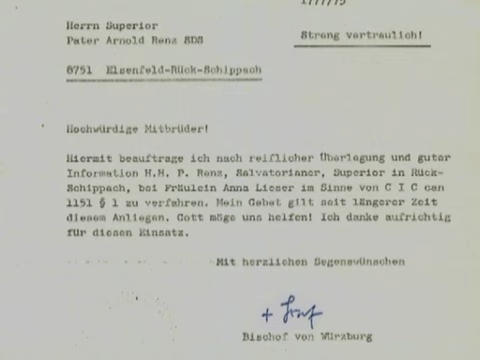 Herrn Superior
Pater Arnold Renz SDS
Streng vertraulich!
8751 Elsenfeld-Rück-Schippach
Hochwürdige Mitbrüder!
Hiermit beauftrage ich nach reiflicher Überlegung und guter
Information H.H. P. Renz, Salvatorianer, Superior in Rück-
Schippach, bei Fräulein Anna Lieser im Sinne von C I C can
1151 § 1 zu verfahren. Mein Gebet gilt seit längerer Zeit
diesem Anliegen. Gott möge uns helfen! Ich danke aufrichtig
für diesen Einsatz.
Mit herzlichen Segenswünschen
Bischof von Würzburg